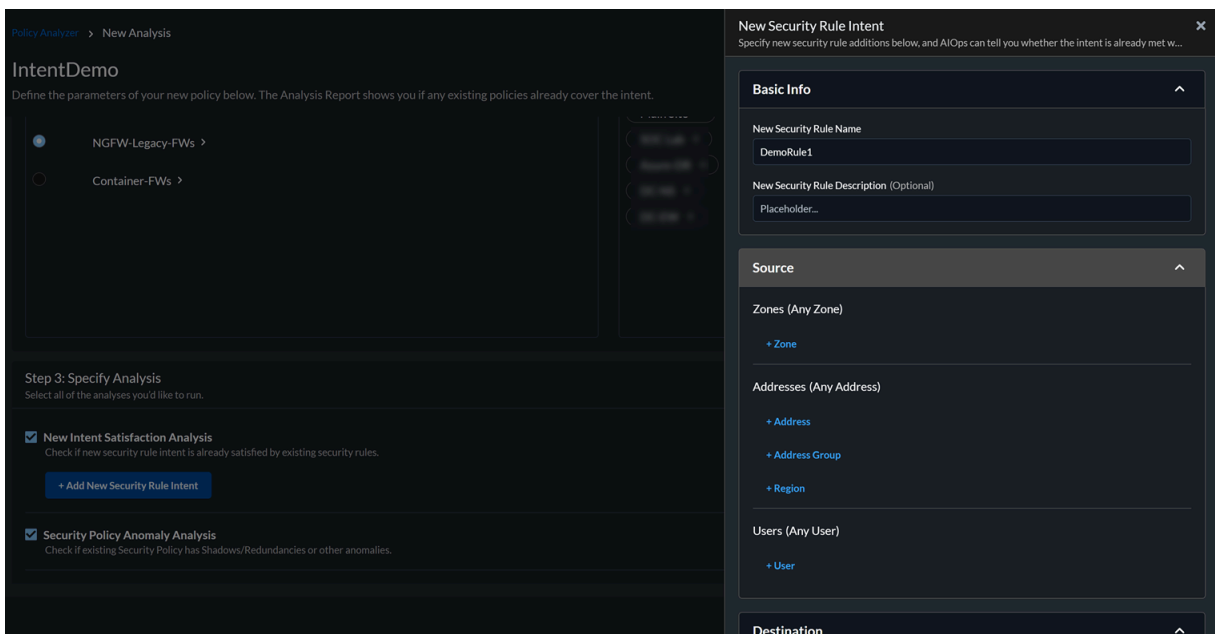 Policy Analyzer > New Analysis
IntentDemo
Define the parameters of your new policy below. The Analysis Report shows you if any existing policies already cover the intent.
NGFW-Legacy-FWs >
Container-FWs >
Step 3: Specify Analysis
Select all of the analyses you'd like to run.
New Intent Satisfaction Analysis
Check if new security rule intent is already satisfied by existing security rules.
+ Add New Security Rule Intent
Security Policy Anomaly Analysis
Check if existing Security Policy has Shadows/Redundancies or other anomalies.
New Security Rule Intent
Specify new security rule additions below, and AIOps can tell you whether the intent is already met w...
Basic Info
New Security Rule Name
DemoRule1
New Security Rule Description (Optional)
Placeholder...
Source
Zones (Any Zone)
+ Zone
Addresses (Any Address)
+ Address
+ Address Group
+ Region
Users (Any User)
+ User
Destination